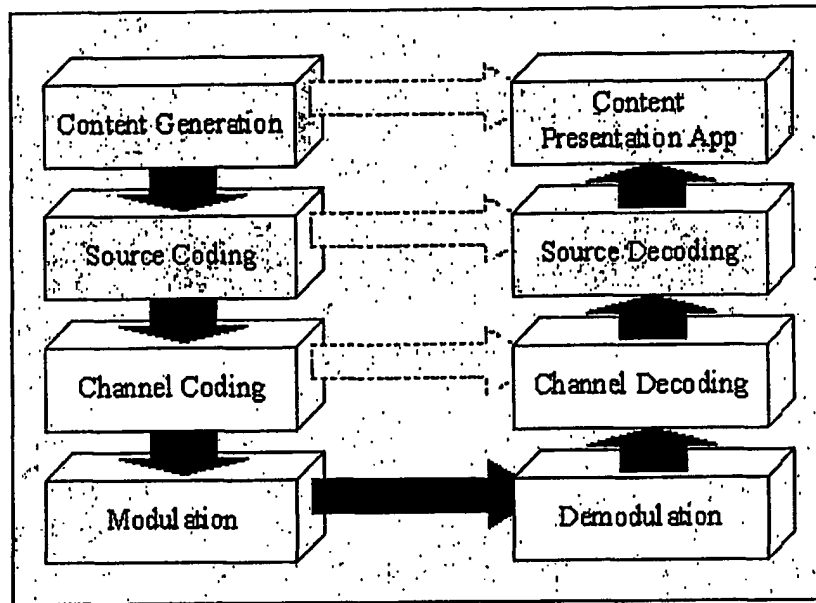 Content Generation
Content
Presentation App
Source Coding
Source Decoding
Channel Coding
Channel Decoding
Modulation
Demodulation